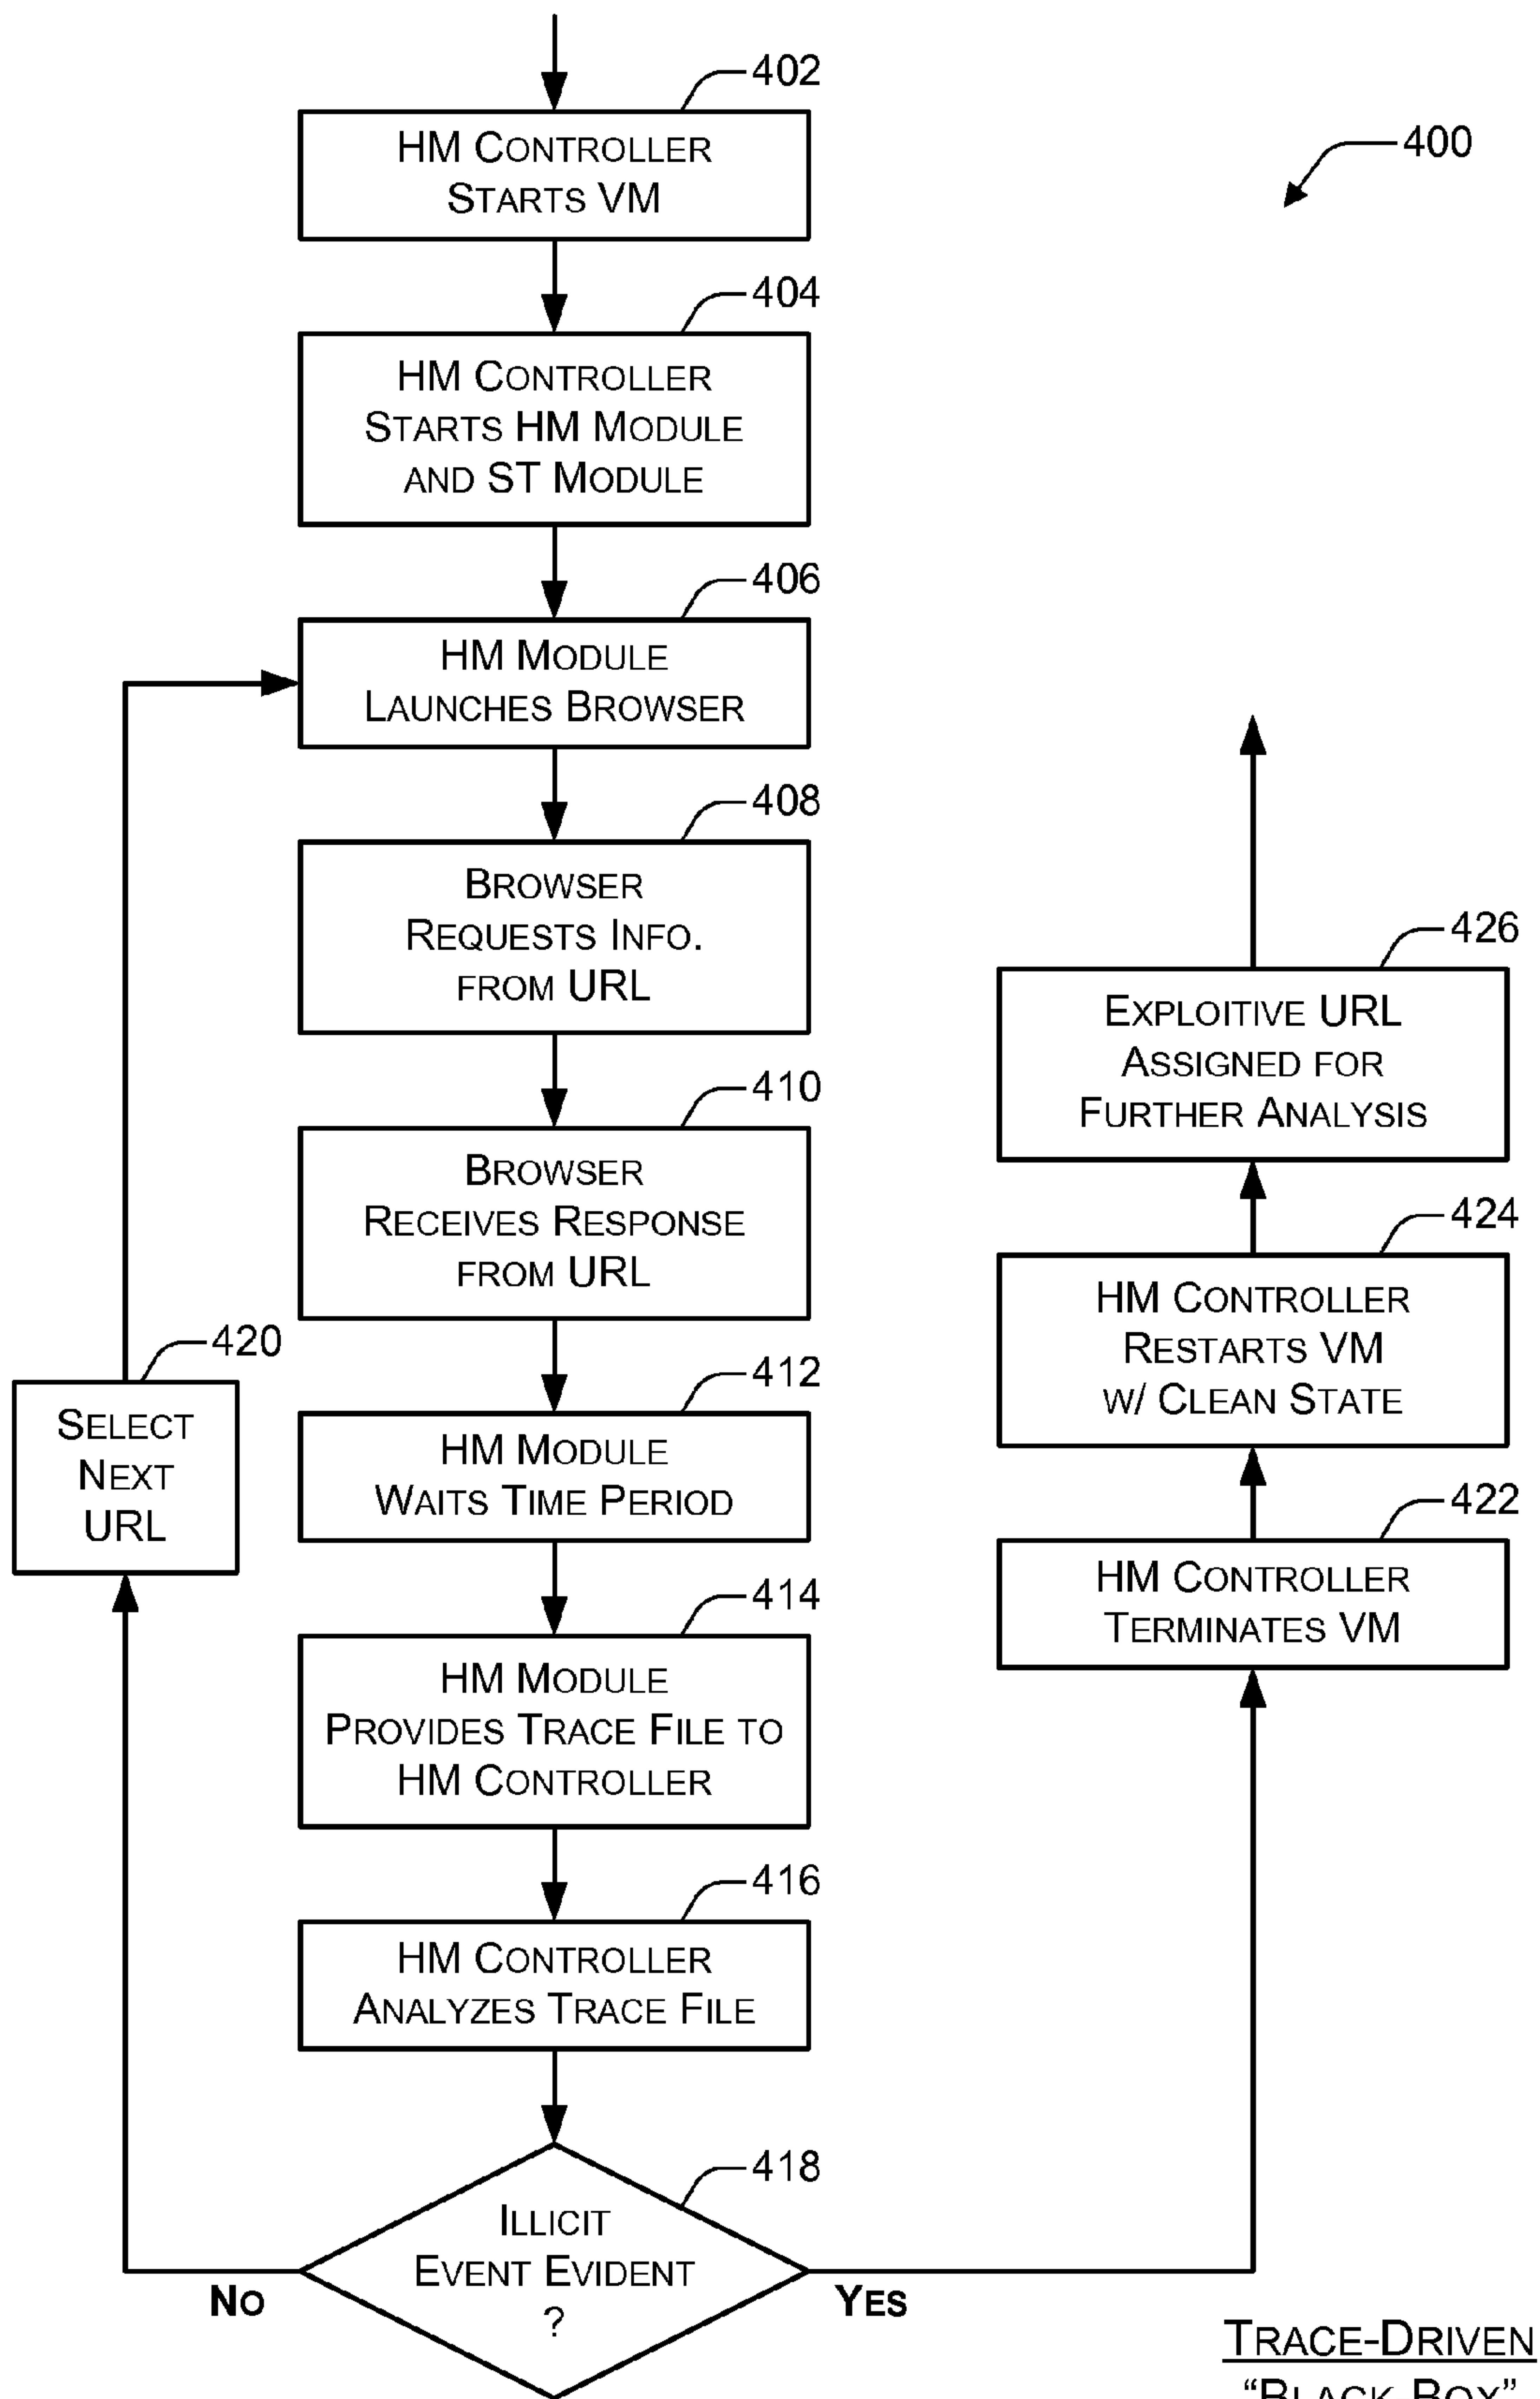 402
HM CONTROLLER
STARTS VM
400
404
HM CONTROLLER
STARTS HM MODULE
AND ST MODULE
406
HM MODULE
LAUNCHES BROWSER
408
BROWSER
REQUESTS INFO.
FROM URL
410
BROWSER
RECEIVES RESPONSE
FROM URL
412
HM MODULE
WAITS TIME PERIOD
414
HM MODULE
PROVIDES TRACE FILE TO
HM CONTROLLER
416
HM CONTROLLER
ANALYZES TRACE FILE
418
ILLICIT
EVENT EVIDENT
?
NO
YES
420
SELECT
NEXT
URL
422
HM CONTROLLER
TERMINATES VM
424
HM CONTROLLER
RESTARTS VM
W/ CLEAN STATE
426
EXPLOITIVE URL
ASSIGNED FOR
FURTHER ANALYSIS
TRACE-DRIVEN
"BLACK-BOX"